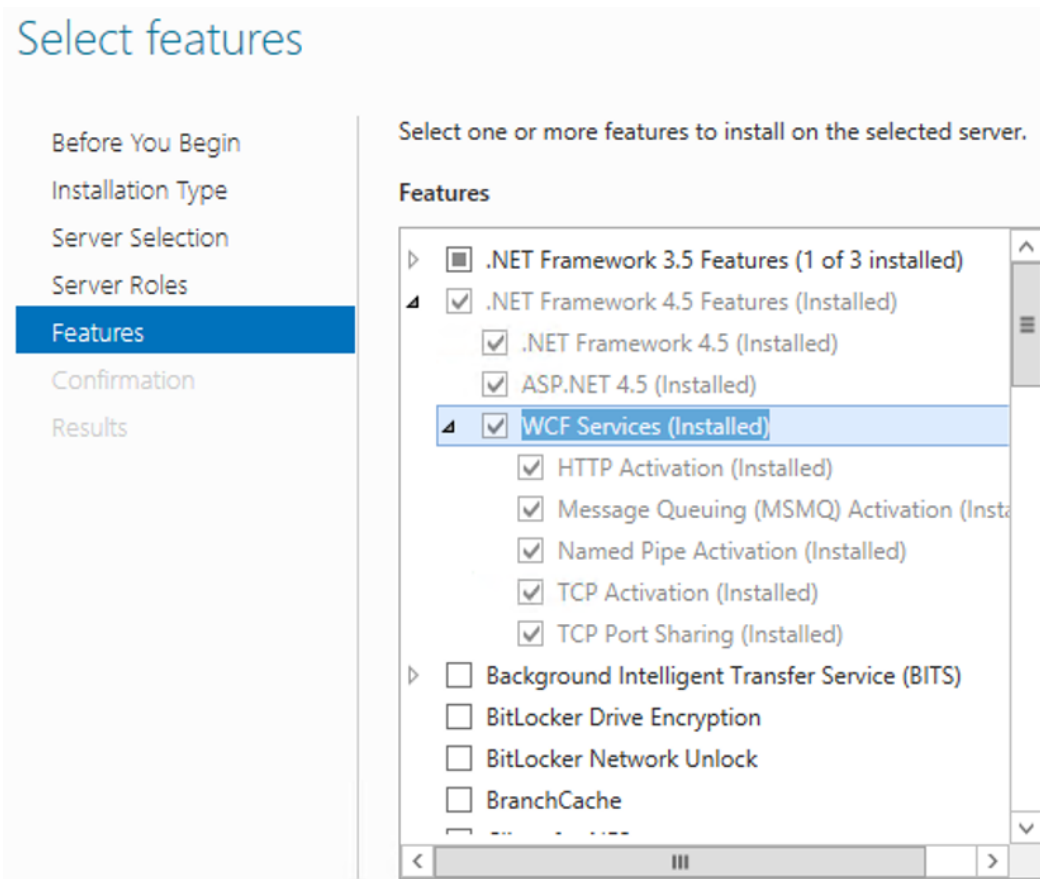 Select features
Before You Begin
Installation Type
Server Selection
Server Roles
Features
Confirmation
Results
Select one or more features to install on the selected server.
Features
.NET Framework 3.5 Features (1 of 3 installed)
.NET Framework 4.5 Features (Installed)
.NET Framework 4.5 (Installed)
ASP.NET 4.5 (Installed)
WCF Services (Installed)
HTTP Activation (Installed)
Message Queuing (MSMQ) Activation (Insta
Named Pipe Activation (Installed)
TCP Activation (Installed)
TCP Port Sharing (Installed)
Background Intelligent Transfer Service (BITS)
BitLocker Drive Encryption
BitLocker Network Unlock
BranchCache